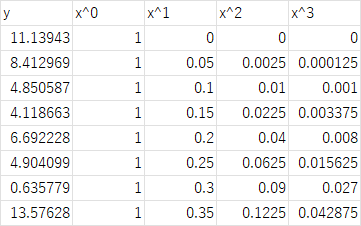 y x^0 x^1 x^2 x^3
11.13943 1 0 0 0
8.412969 1 0.05 0.0025 0.000125
4.850587 1 0.1 0.01 0.001
4.118663 1 0.15 0.0225 0.003375
6.692228 1 0.2 0.04 0.008
4.904099 1 0.25 0.0625 0.015625
0.635779 1 0.3 0.09 0.027
13.57628 1 0.35 0.1225 0.042875